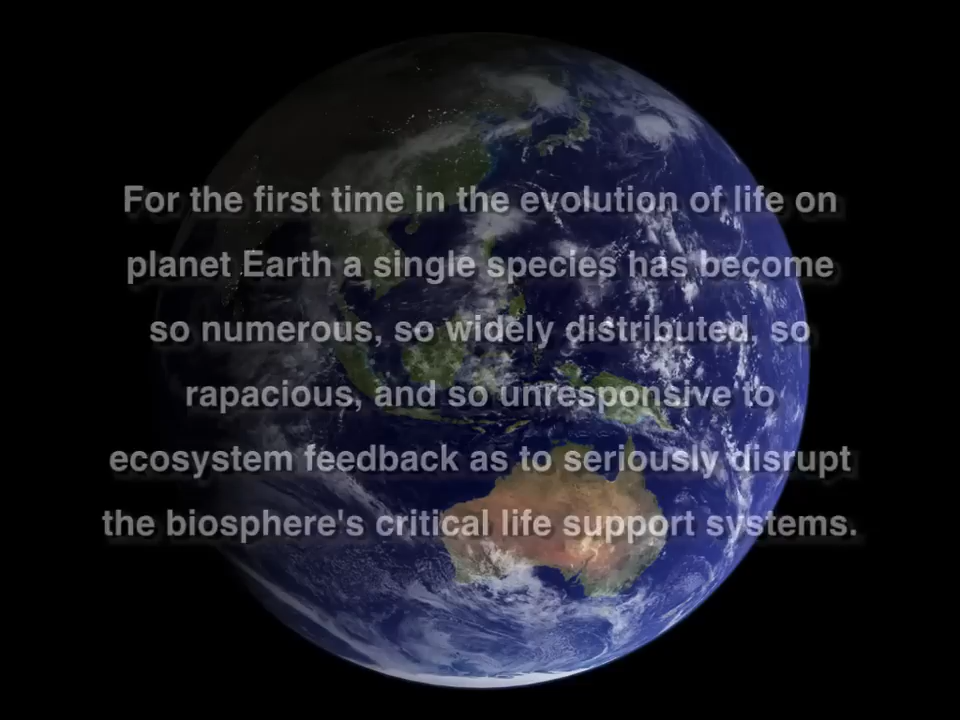 For the first time in the evolution of life on
planet Earth a single species has become
so numerous, so widely distributed, so
rapacious, and so unresponsive to
ecosystem feedback as to seriously disrupt
the biosphere's critical life support systems.